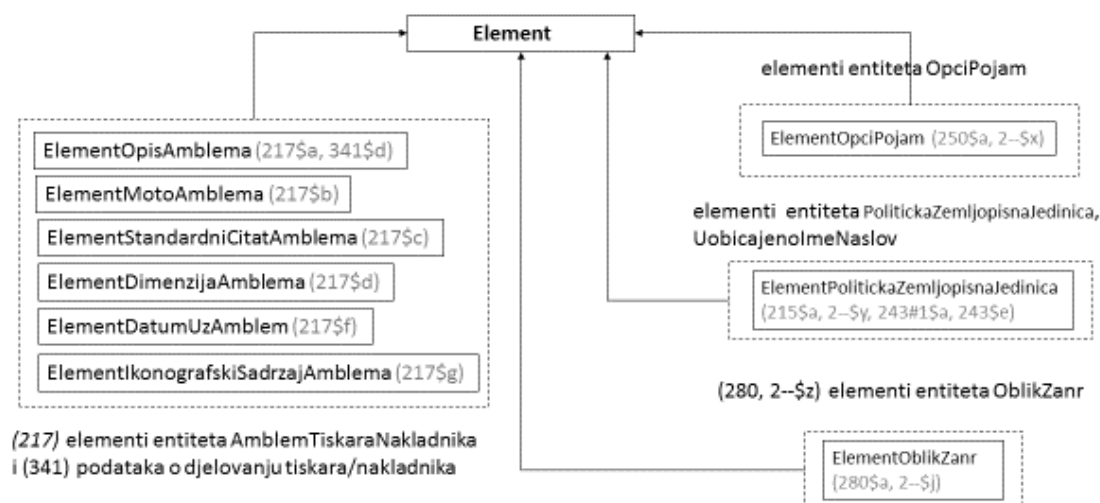 Element
ElementOpisAmblema (217$a, 341$d)
ElementMotoAmblema (217$b)
ElementStandardniCitatAmblema (217$c)
ElementDimenzijaAmblema (217$d)
ElementDatumUzAmblem (217$f)
ElementIkonografskiSadrzajAmblema (217$g)
(217) elementi entiteta AmblemTiskaraNakladnika
i (341) podataka o djelovanju tiskara/nakladnika
elementi entiteta OpciPojam
ElementOpciPojam (250$a, 2--$x)
elementi entiteta PolitickaZemljopisnaJedinica,
UobicajenoImeNaslov
ElementPolitickaZemljopisnaJedinica
(215$a, 2--$y, 243#1$a, 243$e)
(280, 2--$z) elementi entiteta OblikZanr
ElementOblikZanr
(280$a, 2--$j)